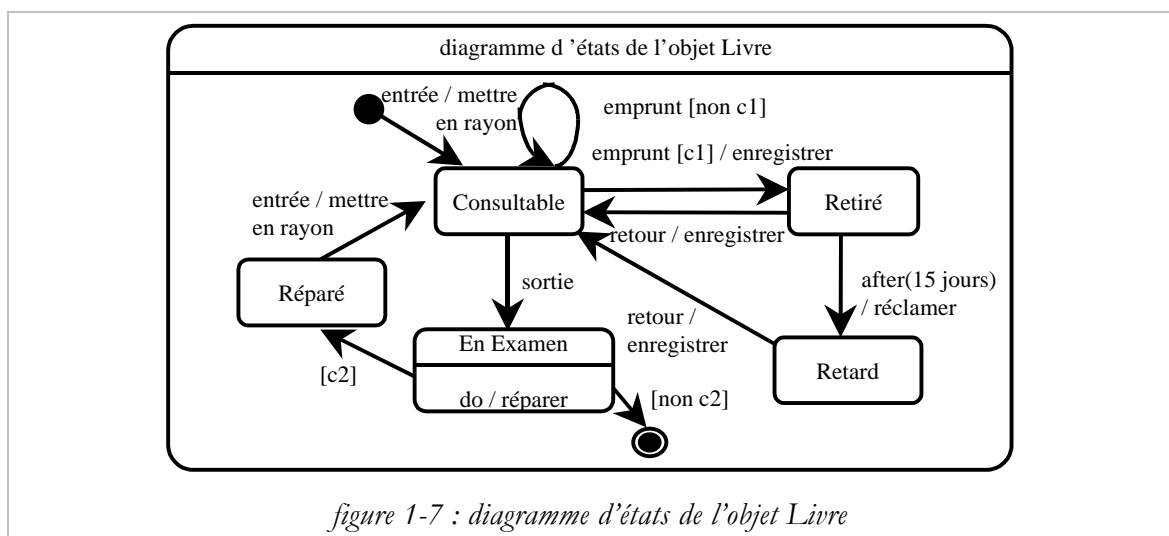 diagramme d ’états de l’objet Livre
entrée / mettre
en rayon
emprunt [non c1]
emprunt [c1] / enregistrer
Consultable
Retiré
entrée / mettre
en rayon
retour / enregistrer
Réparé
sortie
after(15 jours)
/ réclamer
retour /
enregistrer
En Examen
do / réparer
[c2]
[non c2]
Retard
figure 1-7 : diagramme d’états de l’objet Livre